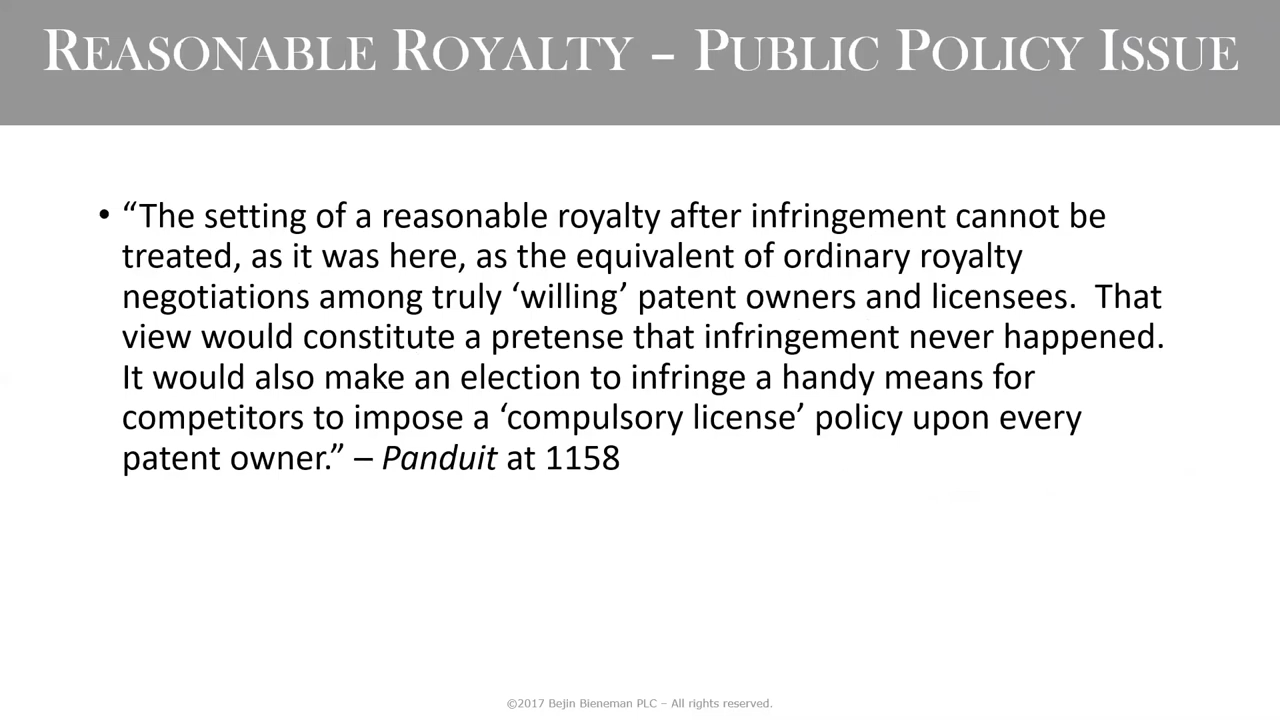 REASONABLE ROYALTY – PUBLIC POLICY ISSUE
• “The setting of a reasonable royalty after infringement cannot be
treated, as it was here, as the equivalent of ordinary royalty
negotiations among truly ‘willing’ patent owners and licensees.  That
view would constitute a pretense that infringement never happened.
It would also make an election to infringe a handy means for
competitors to impose a ‘compulsory license’ policy upon every
patent owner.” – Panduit at 1158
©2017 Bejin Bieneman PLC – All rights reserved.